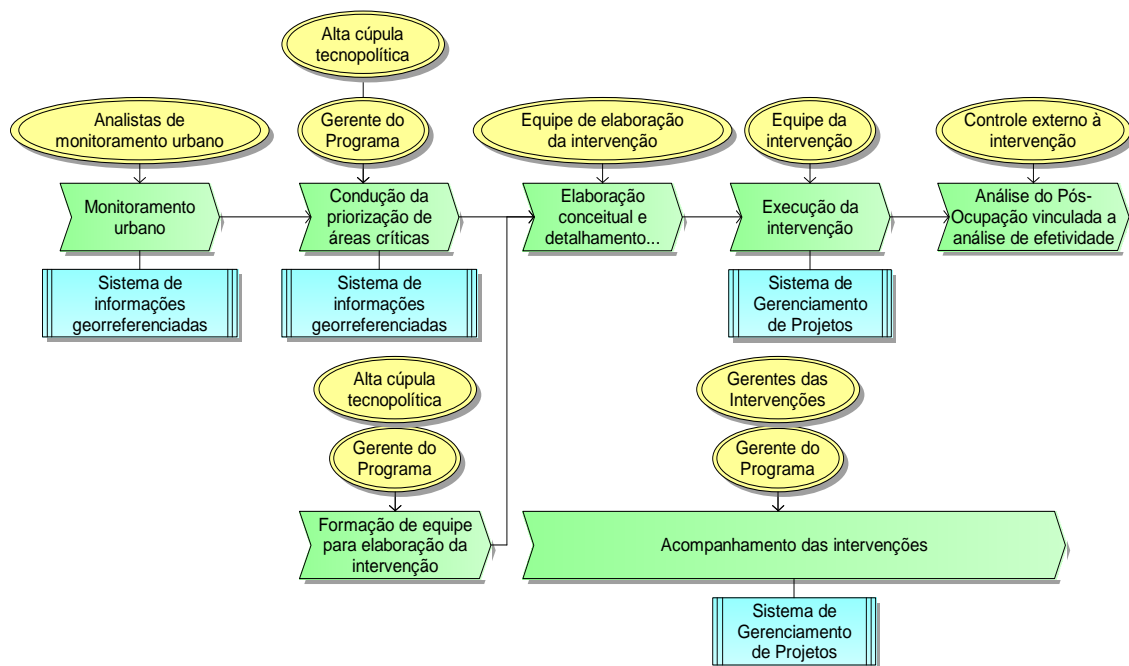 Alta cúpula
tecnopolítica
Analistas de
monitoramento urbano
Gerente do
Programa
Equipe de elaboração
da intervenção
Equipe da
intervenção
Controle externo à
intervenção
Monitoramento
urbano
Condução da
priorização de
áreas críticas
Elaboração
conceitual e
detalhamento...
Execução da
intervenção
Análise do Pós-
Ocupação vinculada a
análise de efetividade
Sistema de
informações
georreferenciadas
Sistema de
informações
georreferenciadas
Sistema de
Gerenciamento
de Projetos
Alta cúpula
tecnopolítica
Gerentes das
Intervenções
Gerente do
Programa
Gerente do
Programa
Formação de equipe
para elaboração da
intervenção
Acompanhamento das intervenções
Sistema de
Gerenciamento
de Projetos